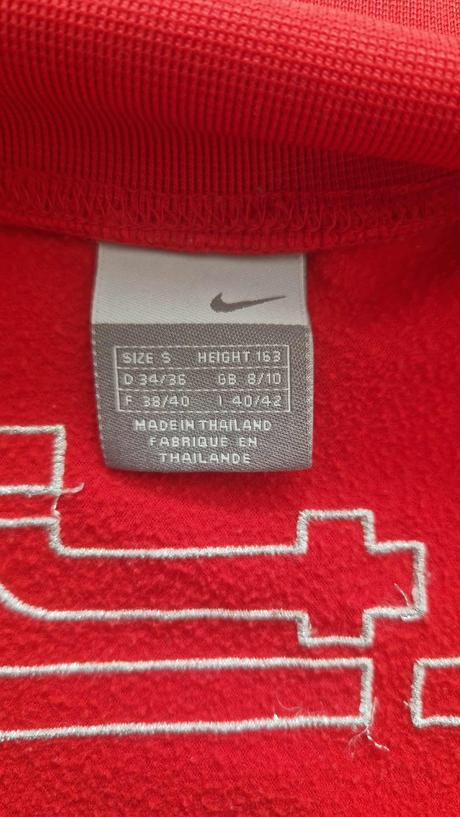 SIZE S HEIGHT 163
D 34/36 GB 8/10
F 38/40 I 40/42
MADE IN THAILAND
FABRIQUE EN
THAILANDE